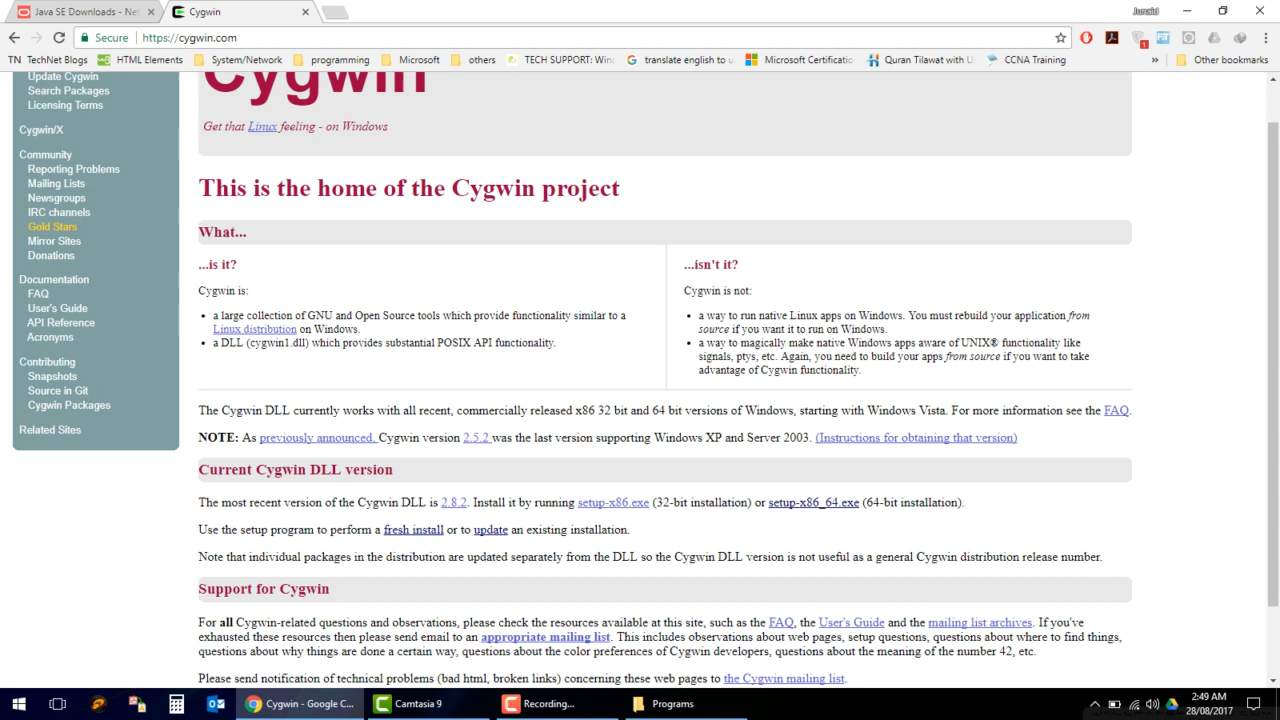 Java SE Downloads - Net
Cygwin
Junaid
Secure
https://cygwin.com
1
TN TechNet Blogs
HTML Elements
System/Network
programming
Microsoft
others
TECH SUPPORT: Wind
translate english to u
Microsoft Certificatio
Quran Tilawat with U
CCNA Training
»
Other bookmarks
Update Cygwin
Search Packages
Licensing Terms
Cygwin/X
Community
Reporting Problems
Mailing Lists
Newsgroups
IRC channels
Gold Stars
Mirror Sites
Donations
Documentation
FAQ
User's Guide
API Reference
Acronyms
Contributing
Snapshots
Source in Git
Cygwin Packages
Related Sites
Cygwin
Get that Linux feeling - on Windows
This is the home of the Cygwin project
What...
...is it?
Cygwin is:
• a large collection of GNU and Open Source tools which provide functionality similar to a
Linux distribution on Windows.
• a DLL (cygwin1.dll) which provides substantial POSIX API functionality.
...isn't it?
Cygwin is not:
• a way to run native Linux apps on Windows. You must rebuild your application from
source if you want it to run on Windows.
• a way to magically make native Windows apps aware of UNIX® functionality like
signals, ptys, etc. Again, you need to build your apps from source if you want to take
advantage of Cygwin functionality.
The Cygwin DLL currently works with all recent, commercially released x86 32 bit and 64 bit versions of Windows, starting with Windows Vista. For more information see the FAQ.
NOTE: As previously announced, Cygwin version 2.5.2 was the last version supporting Windows XP and Server 2003. (Instructions for obtaining that version)
Current Cygwin DLL version
The most recent version of the Cygwin DLL is 2.8.2. Install it by running setup-x86.exe (32-bit installation) or setup-x86_64.exe (64-bit installation).
Use the setup program to perform a fresh install or to update an existing installation.
Note that individual packages in the distribution are updated separately from the DLL so the Cygwin DLL version is not useful as a general Cygwin distribution release number.
Support for Cygwin
For all Cygwin-related questions and observations, please check the resources available at this site, such as the FAQ, the User's Guide and the mailing list archives. If you've
exhausted these resources then please send email to an appropriate mailing list. This includes observations about web pages, setup questions, questions about where to find things,
questions about why things are done a certain way, questions about the color preferences of Cygwin developers, questions about the meaning of the number 42, etc.
Please send notification of technical problems (bad html, broken links) concerning these web pages to the Cygwin mailing list.
Cygwin - Google C...
Camtasia 9
Recording...
Programs
2:49 AM
28/08/2017